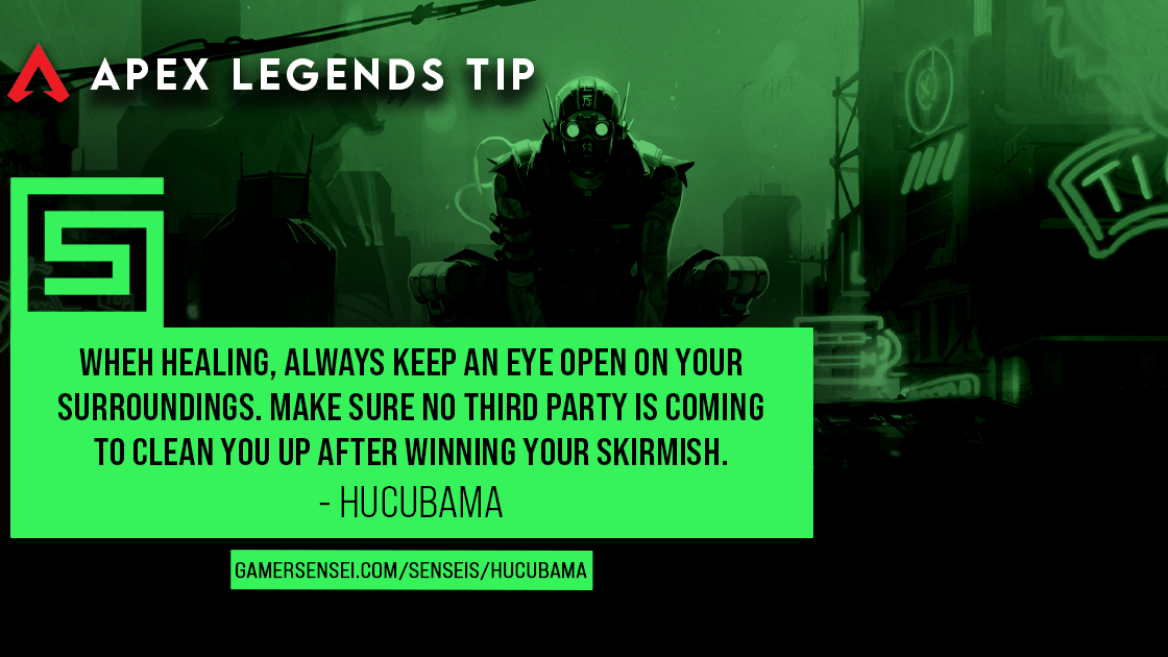 APEX LEGENDS TIP
TI
WHEH HEALING, ALWAYS KEEP AN EYE OPEN ON YOUR
SURROUNDINGS. MAKE SURE NO THIRD PARTY IS COMING
TO CLEAN YOU UP AFTER WINNING YOUR SKIRMISH.
- HUCUBAMA
GAMERSENSEI.COM/SENSEIS/HUCUBAMA